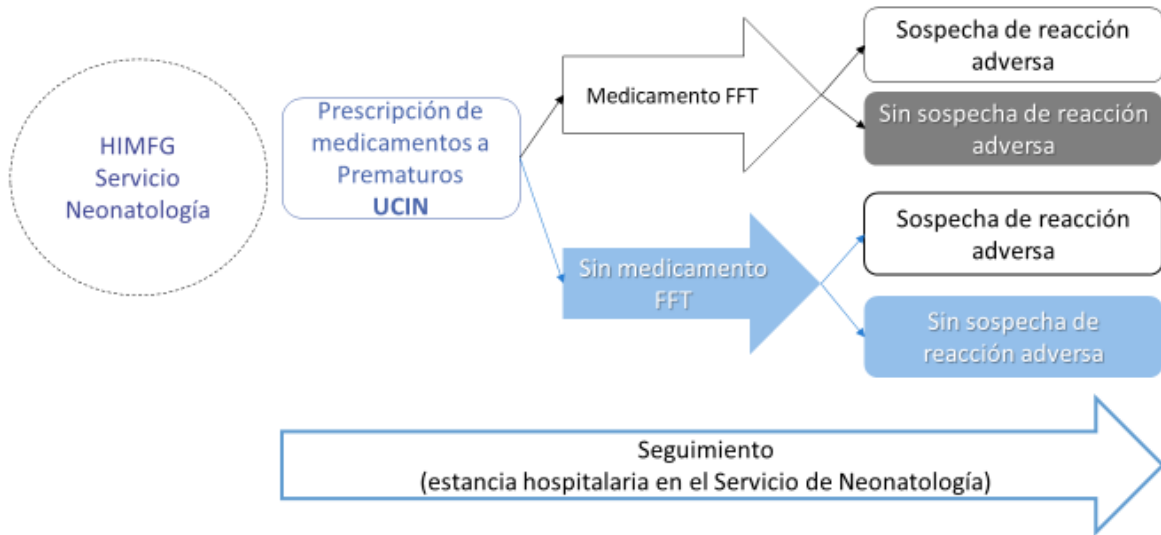 HIMFG
Servicio
Neonatología
Prescripción de
medicamentos a
Prematuros
UCIN
Medicamento FFT
Sospecha de reacción
adversa
Sin sospecha de reacción
adversa
Sin medicamento
FFT
Sospecha de reacción
adversa
Sin sospecha de
reacción adversa
Seguimiento
(estancia hospitalaria en el Servicio de Neonatología)